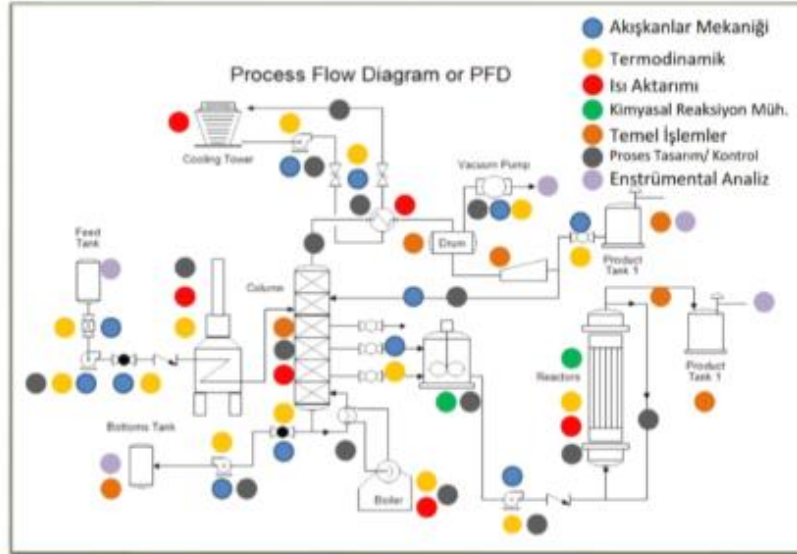 Process Flow Diagram or PFD
Akışkanlar Mekaniği
Termodinamik
Isı Aktarımı
Kimyasal Reaksiyon Müh.
Temel İşlemler
Proses Tasarım/ Kontrol
Enstrümental Analiz
Cooling Tower
Vacuum Pump
Feed
Tank
Drum
Product
Tank 1
Column
Reactors
Product
Tank 1
Bottoms Tank
Boiler